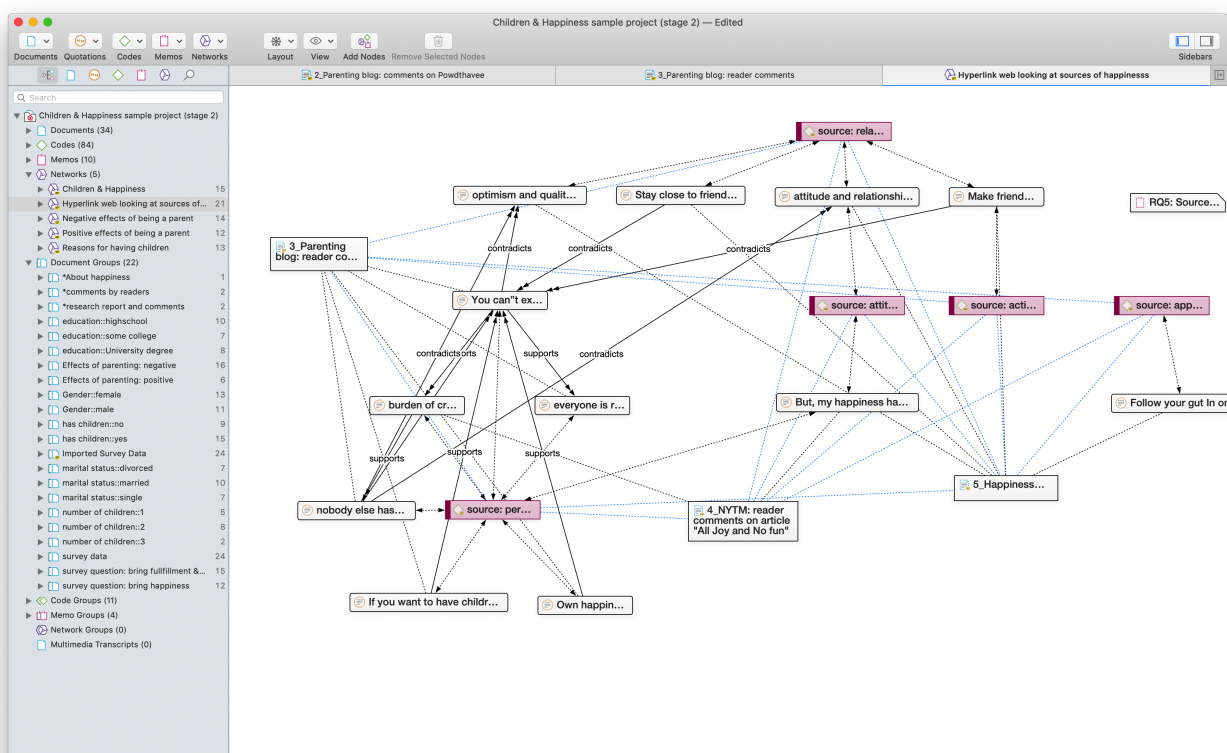 Children & Happiness sample project (stage 2) — Edited
Documents Quotations Codes Memos Networks Layout View Add Nodes Remove Selected Nodes Sidebars
2_Parenting blog: comments on Powdthavee
3_Parenting blog: reader comments
Hyperlink web looking at sources of happinesss
Search
Children & Happiness sample project (stage 2)
Documents (34)
Codes (84)
Memos (10)
Networks (5)
Children & Happiness 15
Hyperlink web looking at sources of... 21
Negative effects of being a parent 14
Positive effects of being a parent 12
Reasons for having children 13
Document Groups (22)
*About happiness 1
*comments by readers 2
*research report and comments 2
education::highschool 10
education::some college 7
education::University degree 8
Effects of parenting: negative 16
Effects of parenting: positive 6
Gender::female 13
Gender::male 11
has children::no 9
has children::yes 15
Imported Survey Data 24
marital status::divorced 7
marital status::married 10
marital status::single 7
number of children::1 5
number of children::2 8
number of children::3 2
survey data 24
survey question: bring fullfillment &... 15
survey question: bring happiness 12
Code Groups (11)
Memo Groups (4)
Network Groups (0)
Multimedia Transcripts (0)
source: rela...
optimism and qualit...
Stay close to friend...
attitude and relationshi...
Make friend...
RQ5: Source...
3_Parenting
blog: reader co...
contradicts
contradicts
contradicts
You can"t ex...
source: attit...
source: acti...
source: app...
contradicts
supports
contradicts
burden of cr...
everyone is r...
But, my happiness ha...
Follow your gut In or
supports
supports
supports
nobody else has...
source: per...
4_NYTM: reader
comments on article
"All Joy and No fun"
5_Happiness...
If you want to have childr...
Own happin...